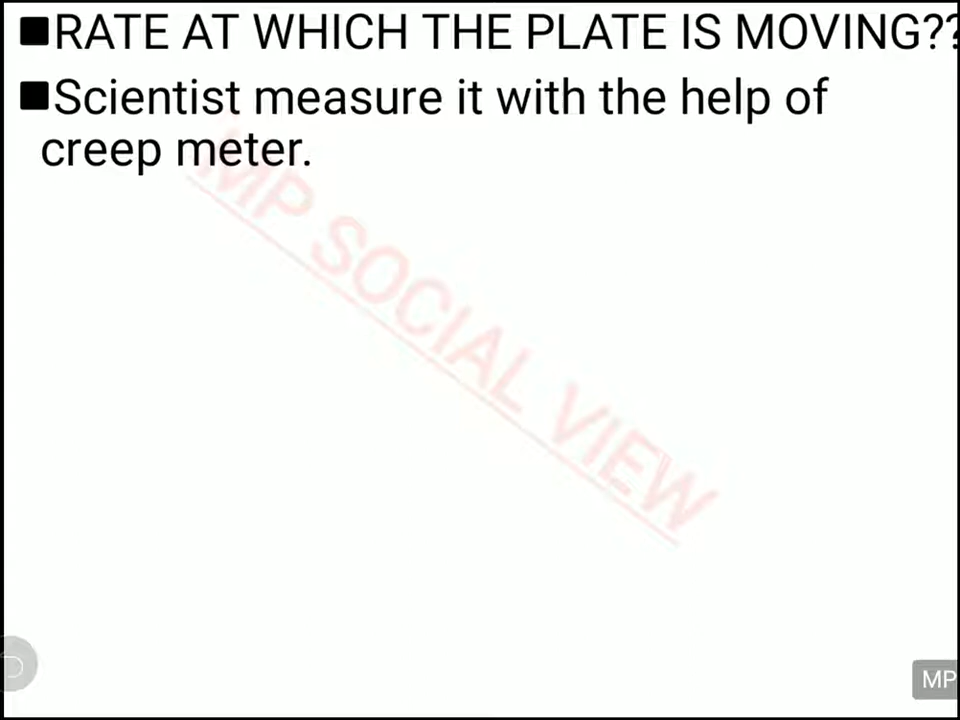 ■RATE AT WHICH THE PLATE IS MOVING??
■Scientist measure it with the help of
creep meter.
MP SOCIAL VIEW
MP